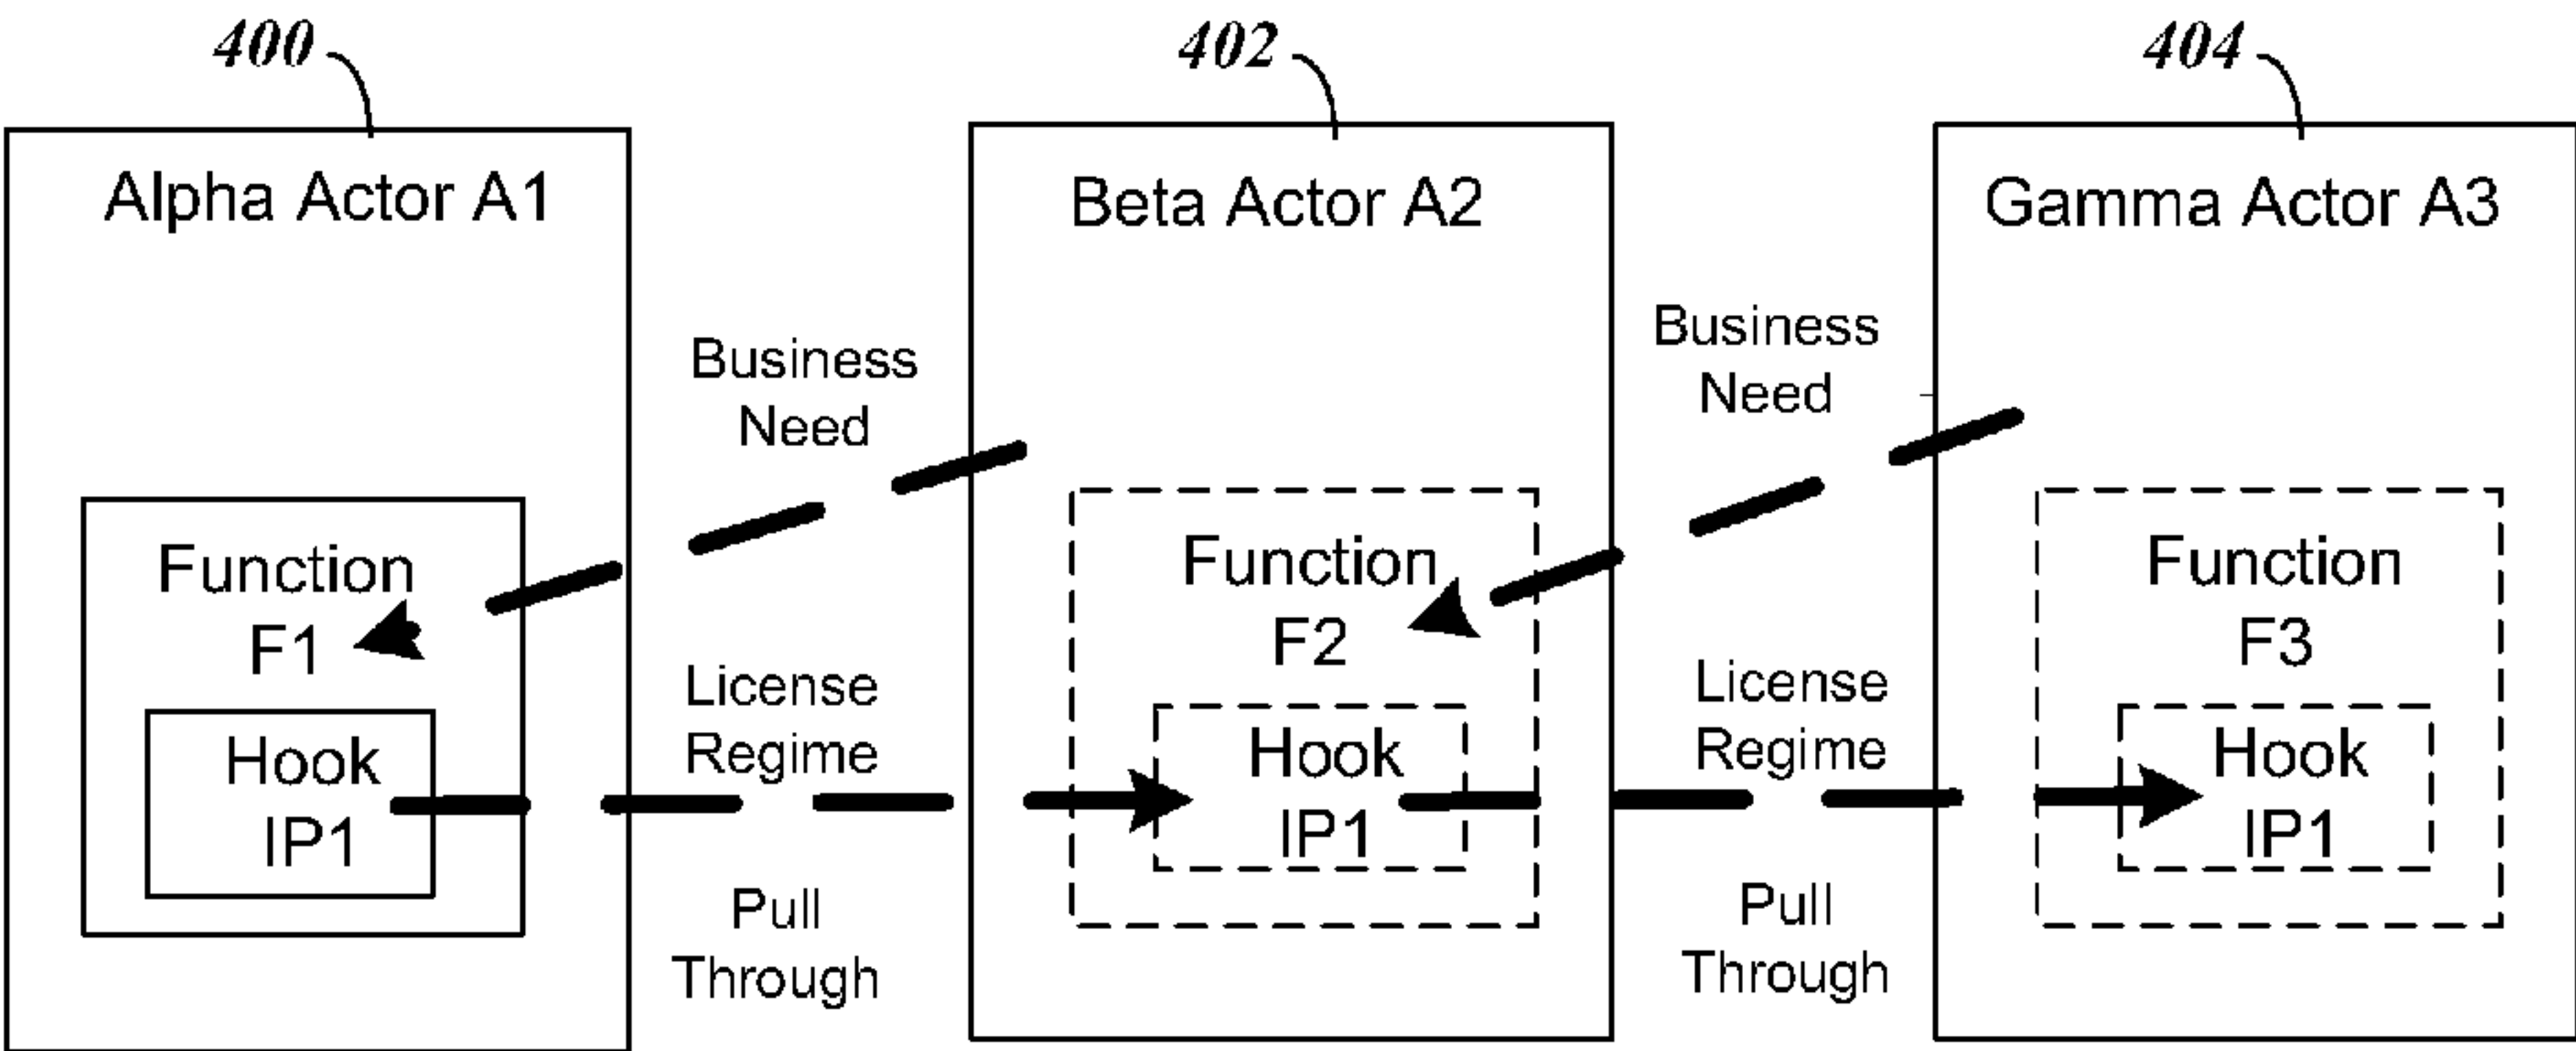 400
402
404
Alpha Actor A1
Beta Actor A2
Gamma Actor A3
Business
Need
Business
Need
Function
F1
Function
F2
Function
F3
License
Regime
License
Regime
Hook
IP1
Hook
IP1
Hook
IP1
Pull
Through
Pull
Through